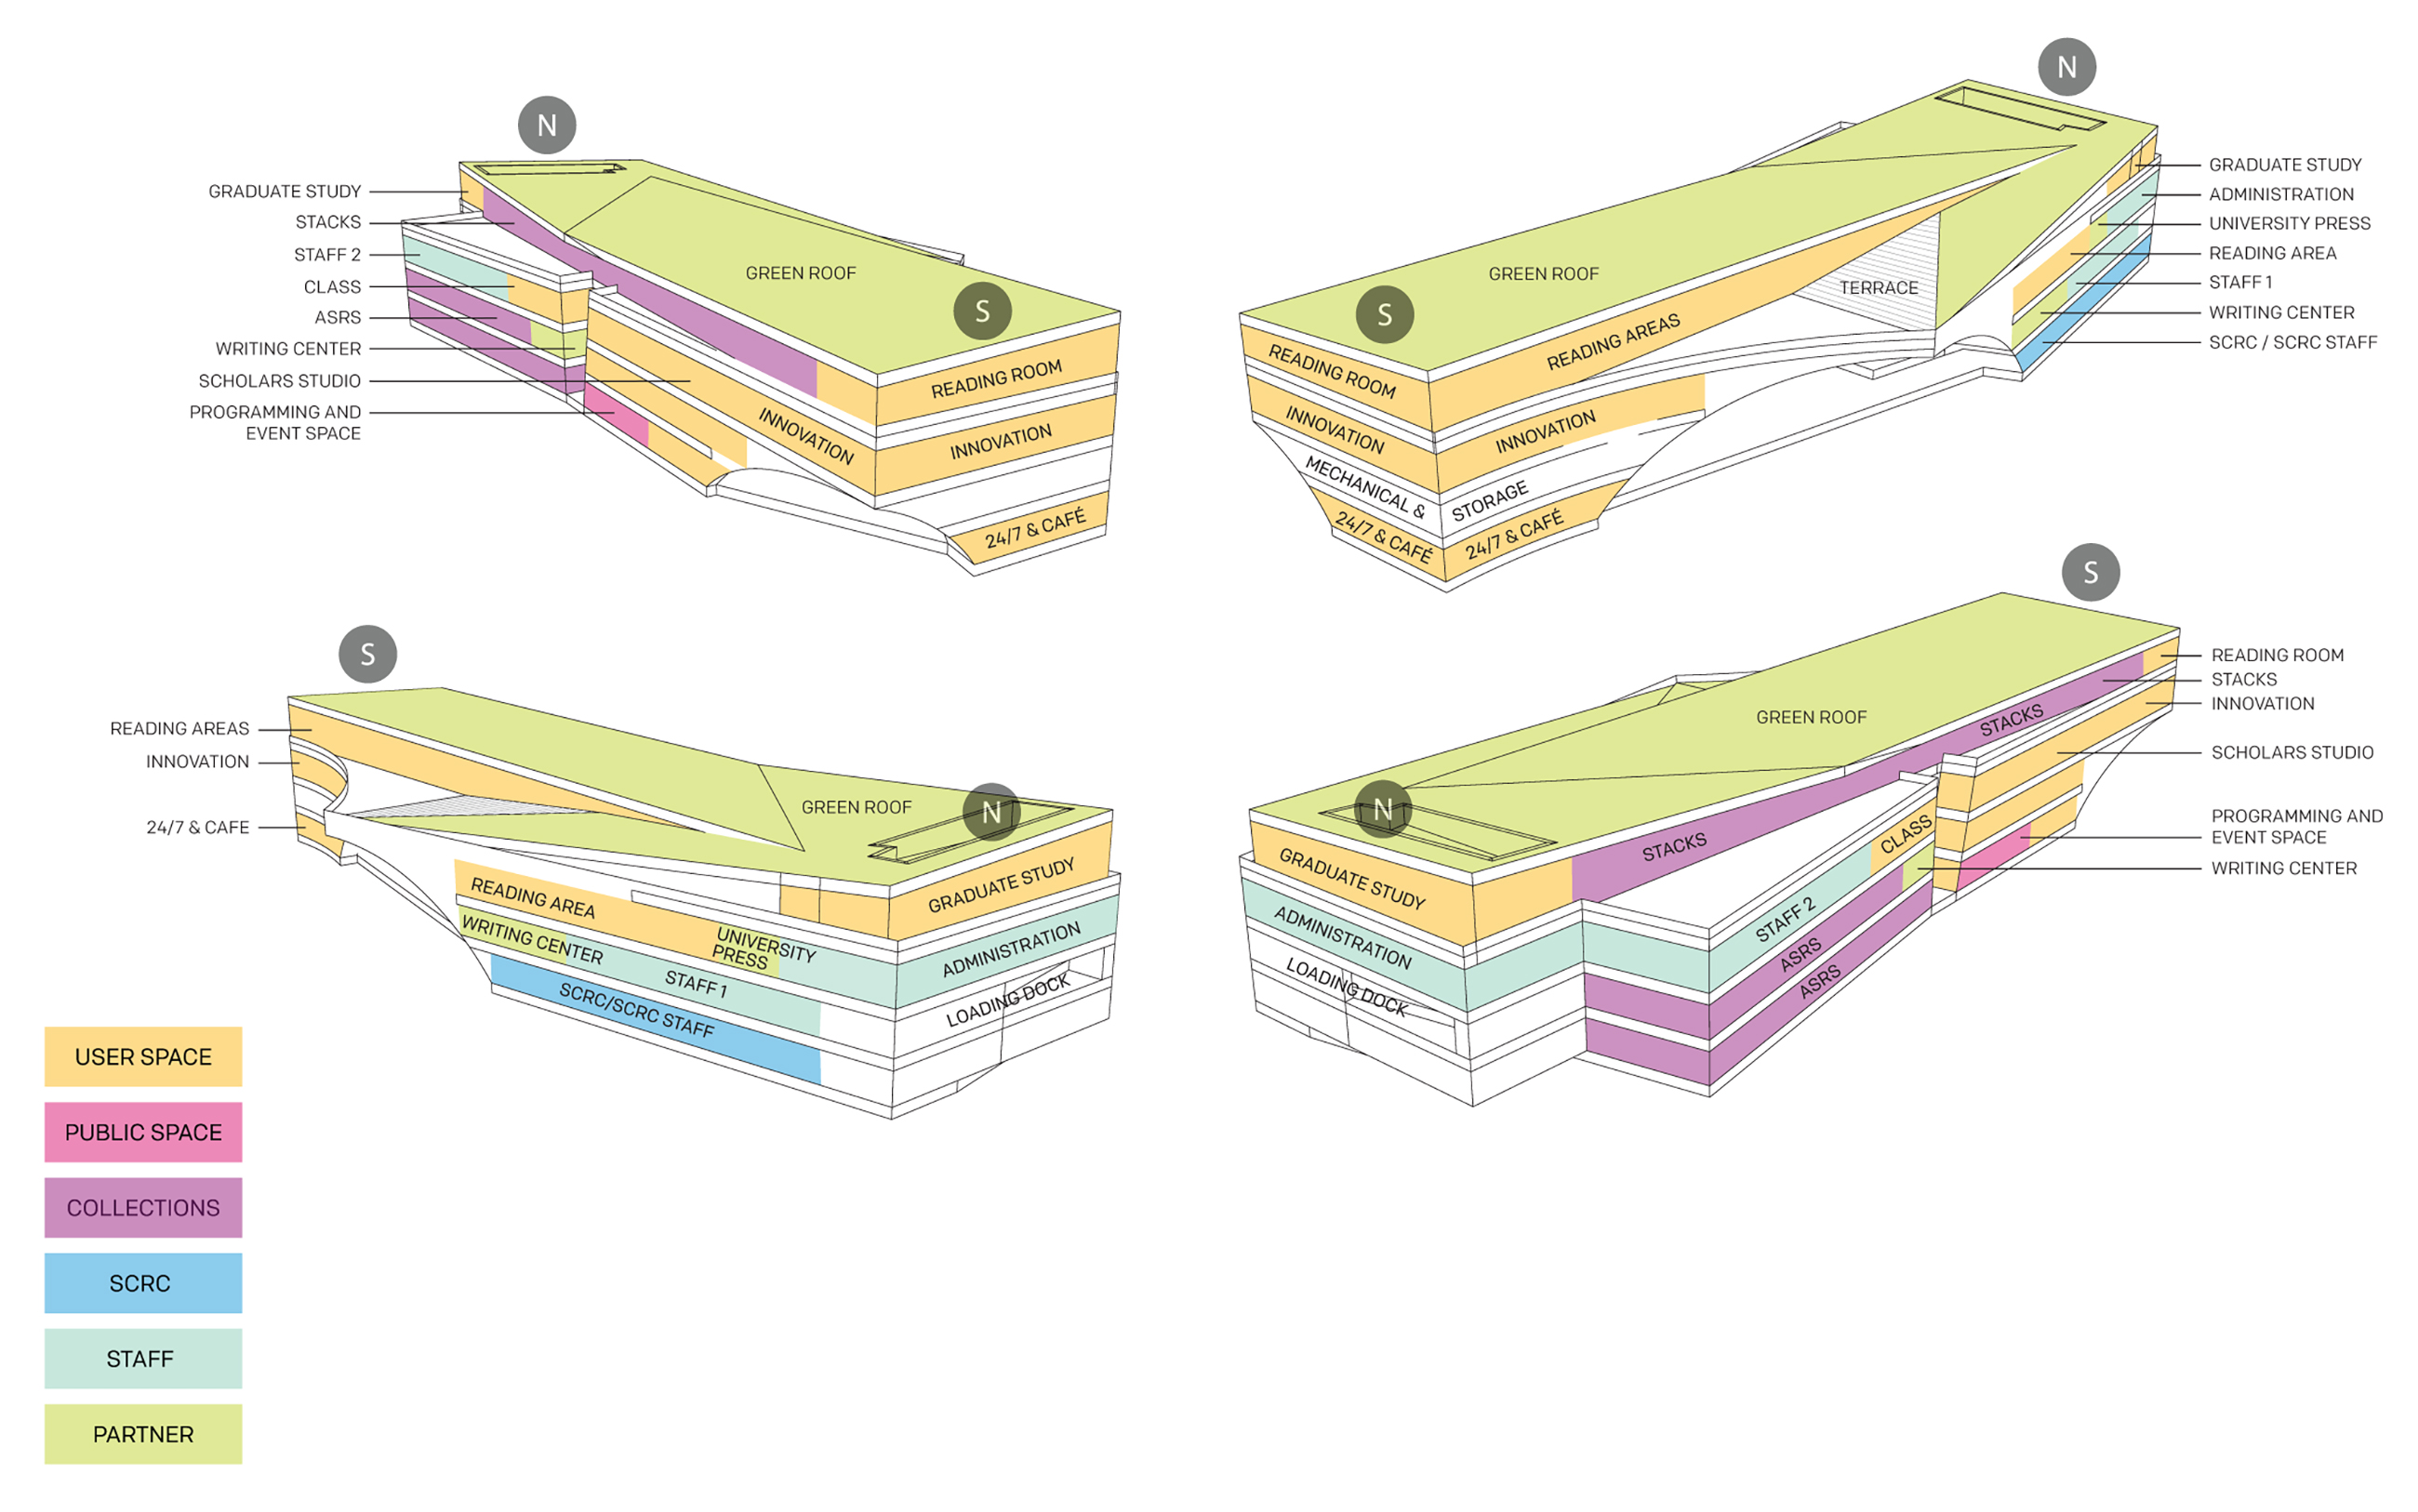 N
GRADUATE STUDY
STACKS
STAFF 2
CLASS
ASRS
WRITING CENTER
SCHOLARS STUDIO
PROGRAMMING AND
EVENT SPACE
GREEN ROOF
S
READING ROOM
INNOVATION
INNOVATION
24/7 & CAFÉ
N
GRADUATE STUDY
ADMINISTRATION
UNIVERSITY PRESS
READING AREA
STAFF 1
WRITING CENTER
SCRC / SCRC STAFF
GREEN ROOF
S
TERRACE
READING AREAS
READING ROOM
INNOVATION
INNOVATION
MECHANICAL &
STORAGE
24/7 & CAFÉ
24/7 & CAFÉ
S
READING AREAS
INNOVATION
24/7 & CAFE
GREEN ROOF
N
GRADUATE STUDY
READING AREA
UNIVERSITY
PRESS
WRITING CENTER
STAFF 1
ADMINISTRATION
SCRC/SCRC STAFF
LOADING DOCK
S
READING ROOM
STACKS
INNOVATION
SCHOLARS STUDIO
PROGRAMMING AND
EVENT SPACE
WRITING CENTER
GREEN ROOF
STACKS
N
STACKS
CLASS
GRADUATE STUDY
STAFF 2
ADMINISTRATION
ASRS
ASRS
LOADING DOCK
USER SPACE
PUBLIC SPACE
COLLECTIONS
SCRC
STAFF
PARTNER